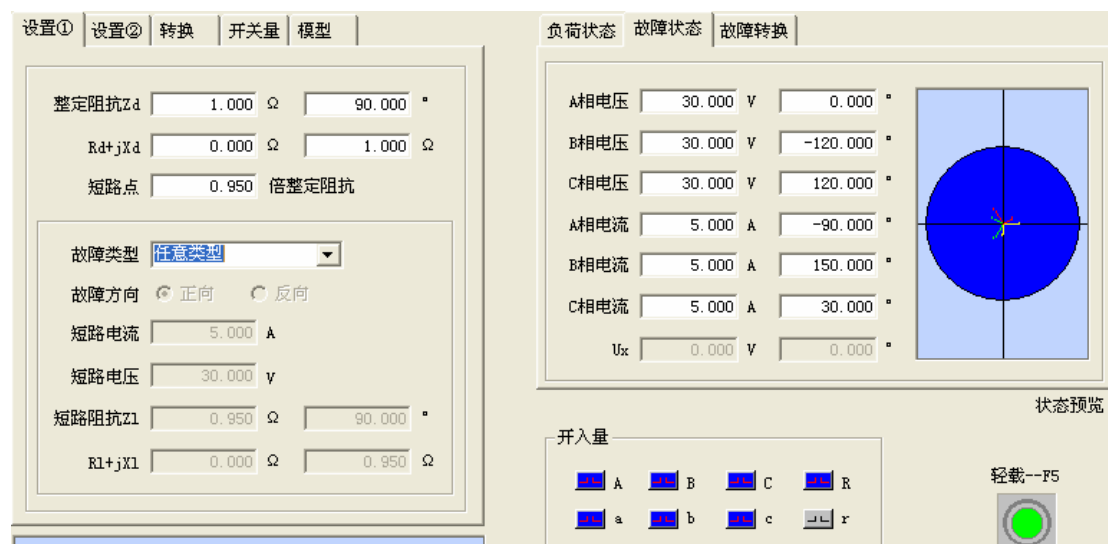 设置① 设置② 转换 开关量 模型
整定阻抗Zd 1.000 Ω 90.000 °
Rd+jXd 0.000 Ω 1.000 Ω
短路点 0.950 倍整定阻抗
故障类型 任意类型
故障方向 正向 反向
短路电流 5.000 A
短路电压 30.000 V
短路阻抗Zl 0.950 Ω 90.000 °
Rl+jXl 0.000 Ω 0.950 Ω
负荷状态 故障状态 故障转换
A相电压 30.000 V 0.000 °
B相电压 30.000 V -120.000 °
C相电压 30.000 V 120.000 °
A相电流 5.000 A -90.000 °
B相电流 5.000 A 150.000 °
C相电流 5.000 A 30.000 °
Ux 0.000 V 0.000 °
状态预览
开入量
A B C R
a b c r
轻载--F5